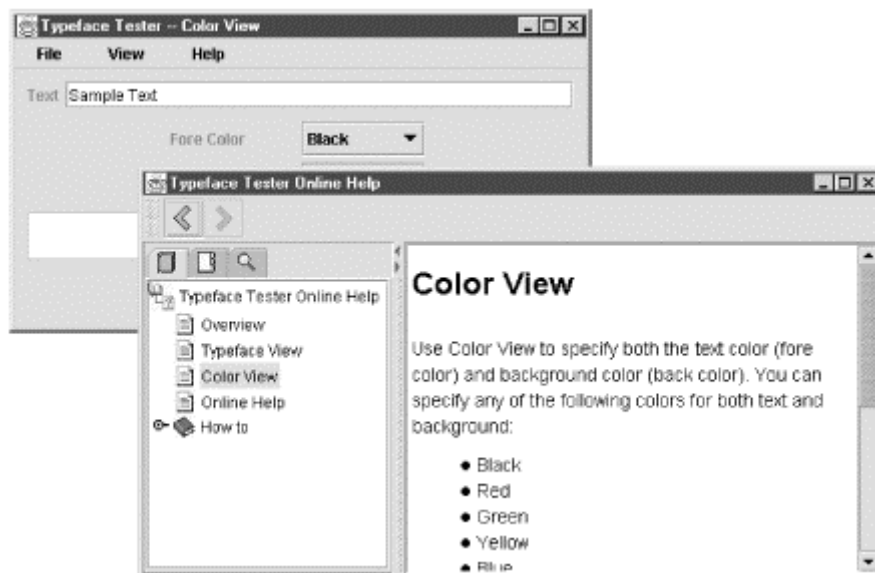 Typeface Tester -- Color View
File View Help
Text Sample Text
Fore Color Black
Typeface Tester Online Help
Typeface Tester Online Help
Overview
Typeface View
Color View
Online Help
How to
Color View
Use Color View to specify both the text color (fore
color) and background color (back color). You can
specify any of the following colors for both text and
background:
Black
Red
Green
Yellow
Blue